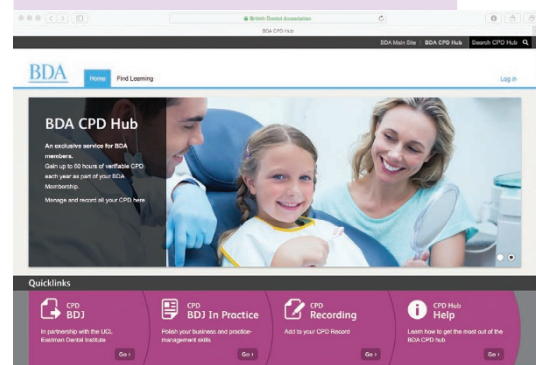 British Dental Association
BDA CPD Hub
BDA Main Site | BDA CPD Hub Search CPD Hub
BDA Home Find Learning Log in
BDA CPD Hub
An exclusive service for BDA
members.
Gain up to 60 hours of verifiable CPD
each year as part of your BDA
Membership.
Manage and record all your CPD here
Quicklinks
CPD
BDJ
In partnership with the UCL
Eastman Dental Institute
Go ›
CPD
BDJ In Practice
Polish your business and practice-
management skills
Go ›
CPD
Recording
Add to your CPD Record
Go ›
CPD Hub
Help
Learn how to get the most out of the
BDA CPD hub
Go ›